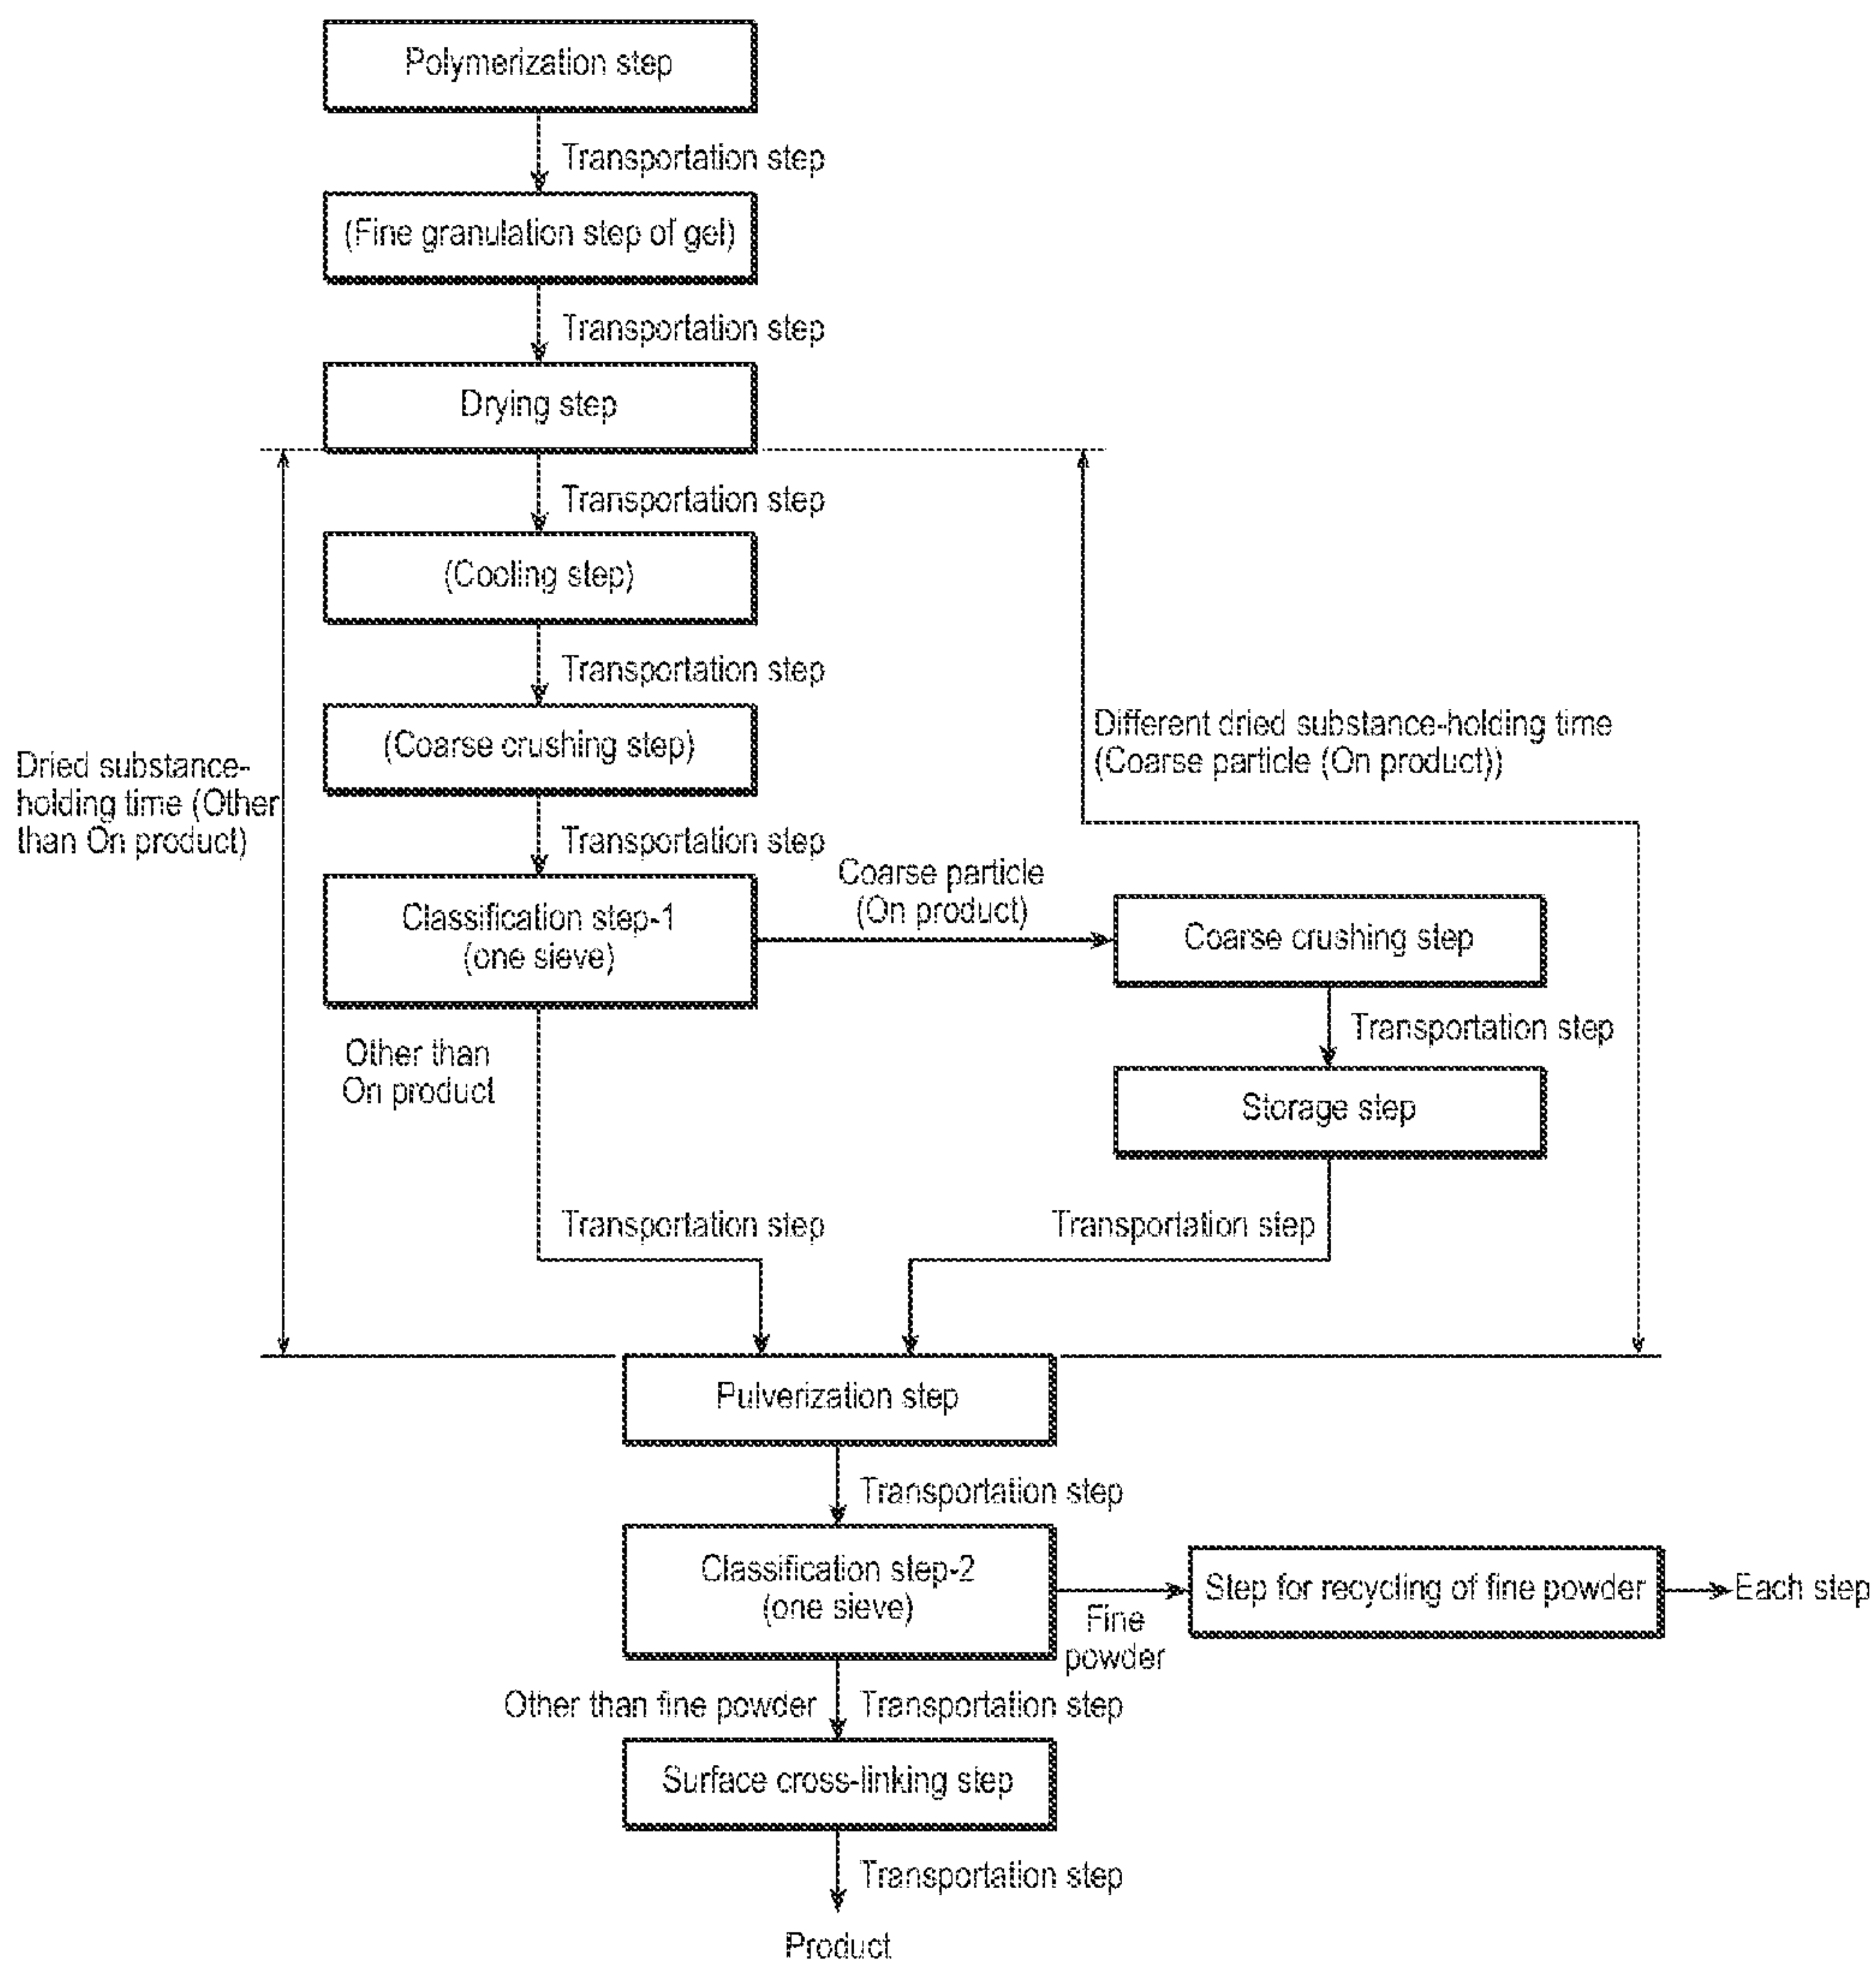 Polymerization step
Transportation step
(Fine granulation step of gel)
Transportation step
Drying step
Transportation step
(Cooling step)
Transportation step
(Coarse crushing step)
Different dried substance-holding time
(Coarse particle (On product))
Dried substance-
holding time (Other
than On product)
Transportation step
Classification step-1
(one sieve)
Coarse particle
(On product)
Coarse crushing step
Transportation step
Other than
On product
Storage step
Transportation step
Transportation step
Pulverization step
Transportation step
Classification step-2
(one sieve)
Fine
powder
Step for recycling of fine powder
Each step
Other than fine powder
Transportation step
Surface cross-linking step
Transportation step
Product